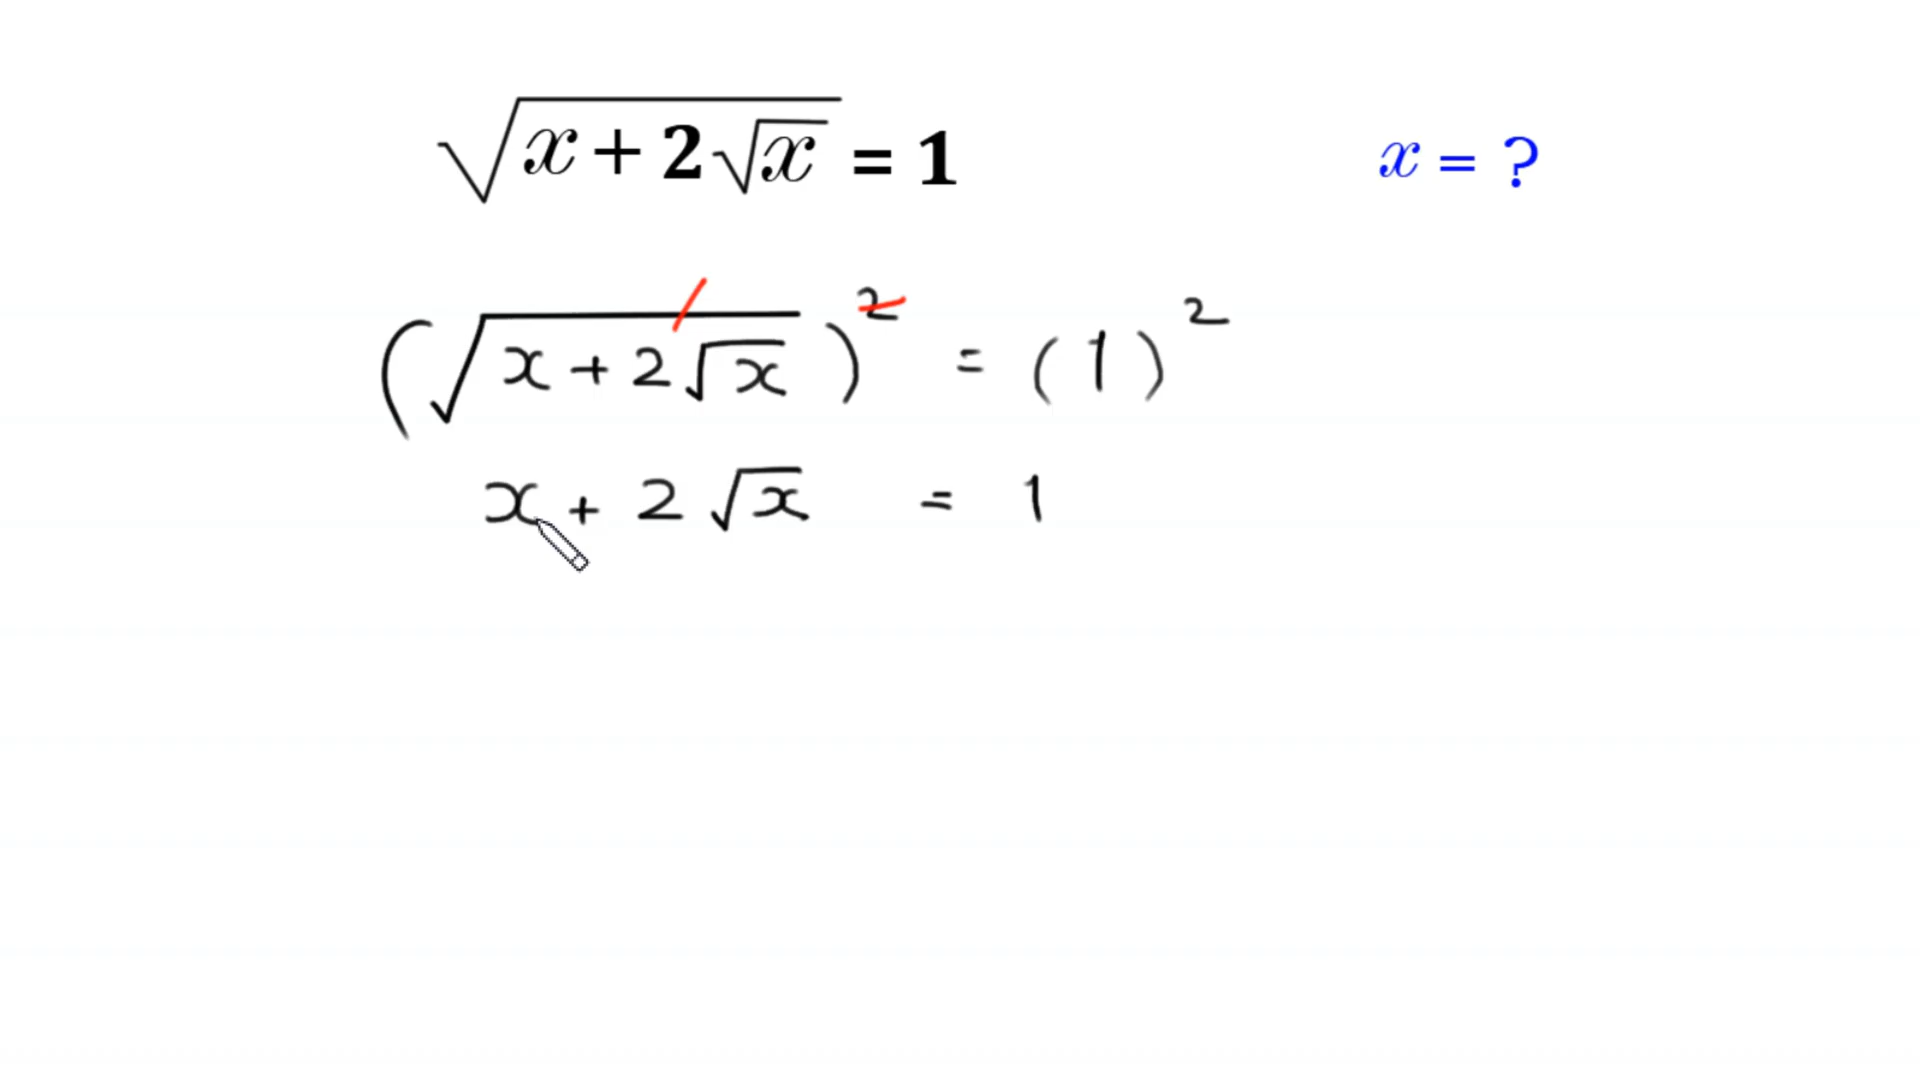 √(x + 2√x) = 1
x = ?
(√(x + 2√x))² = (1)²
x + 2√x = 1